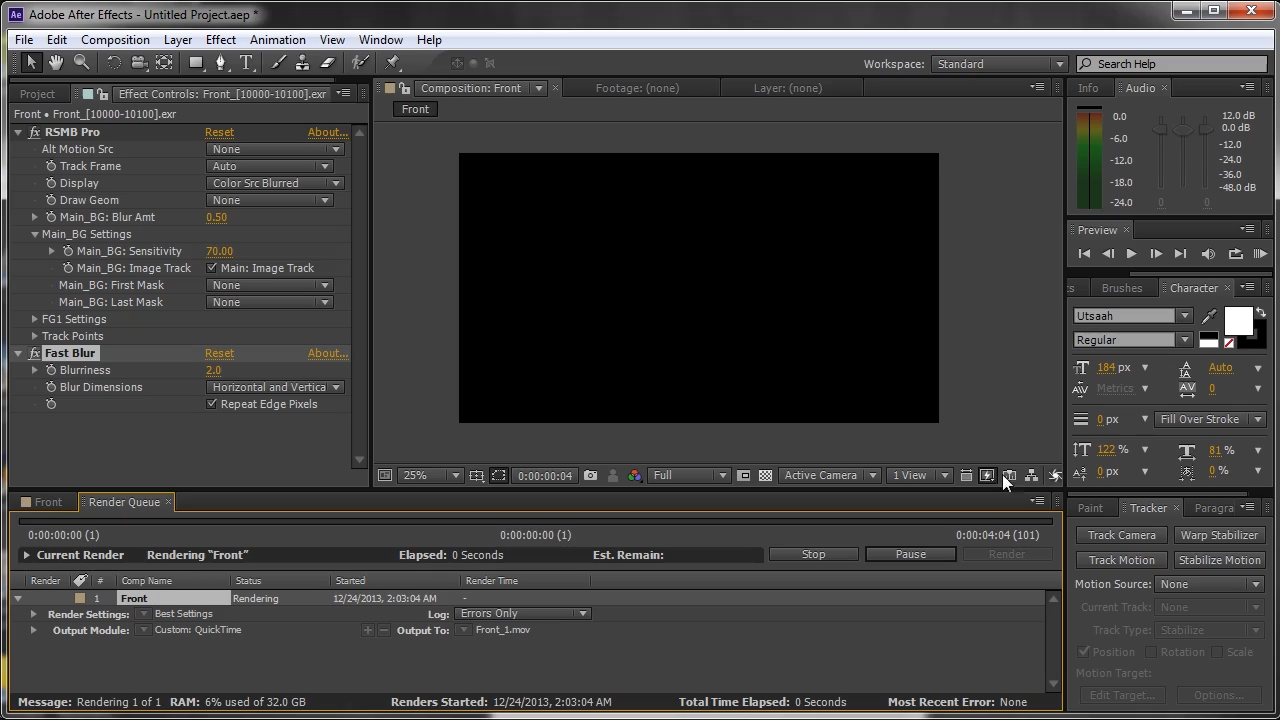 Ae Adobe After Effects - Untitled Project.aep *
File Edit Composition Layer Effect Animation View Window Help
T Workspace: Standard Search Help
Project Effect Controls: Front_[10000-10100].exr
Composition: Front × Footage: (none) Layer: (none)
Info Audio ×
Front • Front_[10000-10100].exr
Front
fx RSMB Pro Reset About...
Alt Motion Src None
Track Frame Auto
Display Color Src Blurred
Draw Geom None
Main_BG: Blur Amt 0.50
Main_BG Settings
Main_BG: Sensitivity 70.00
Main_BG: Image Track Main: Image Track
Main_BG: First Mask None
Main_BG: Last Mask None
FG1 Settings
Track Points
fx Fast Blur Reset About...
Blurriness 2.0
Blur Dimensions Horizontal and Vertica
Repeat Edge Pixels
0.0
-6.0
-12.0
-18.0
-24.0
12.0 dB
0.0dB
-12.0
-24.0
-36.0
-48.0 dB
0 0
Preview ×
Brushes Character ×
Utsaah
Regular
184 px Auto
Metrics 0
0 px Fill Over Stroke
122 % 81 %
0 px 0 %
25% 0:00:00:04 Full Active Camera 1 View
Front Render Queue ×
0:00:00:00 (1) 0:00:00:00 (1) 0:00:04:04 (101)
Current Render Rendering “Front” Elapsed: 0 Seconds Est. Remain: Stop Pause Render
Render # Comp Name Status Started Render Time
1 Front Rendering 12/24/2013, 2:03:04 AM -
Render Settings: Best Settings Log: Errors Only
Output Module: Custom: QuickTime Output To: Front_1.mov
Message: Rendering 1 of 1 RAM: 6% used of 32.0 GB Renders Started: 12/24/2013, 2:03:04 AM Total Time Elapsed: 0 Seconds Most Recent Error: None
Paint Tracker × Paragra
Track Camera Warp Stabilizer
Track Motion Stabilize Motion
Motion Source: None
Current Track: None
Track Type: Stabilize
Position Rotation Scale
Motion Target:
Edit Target... Options...